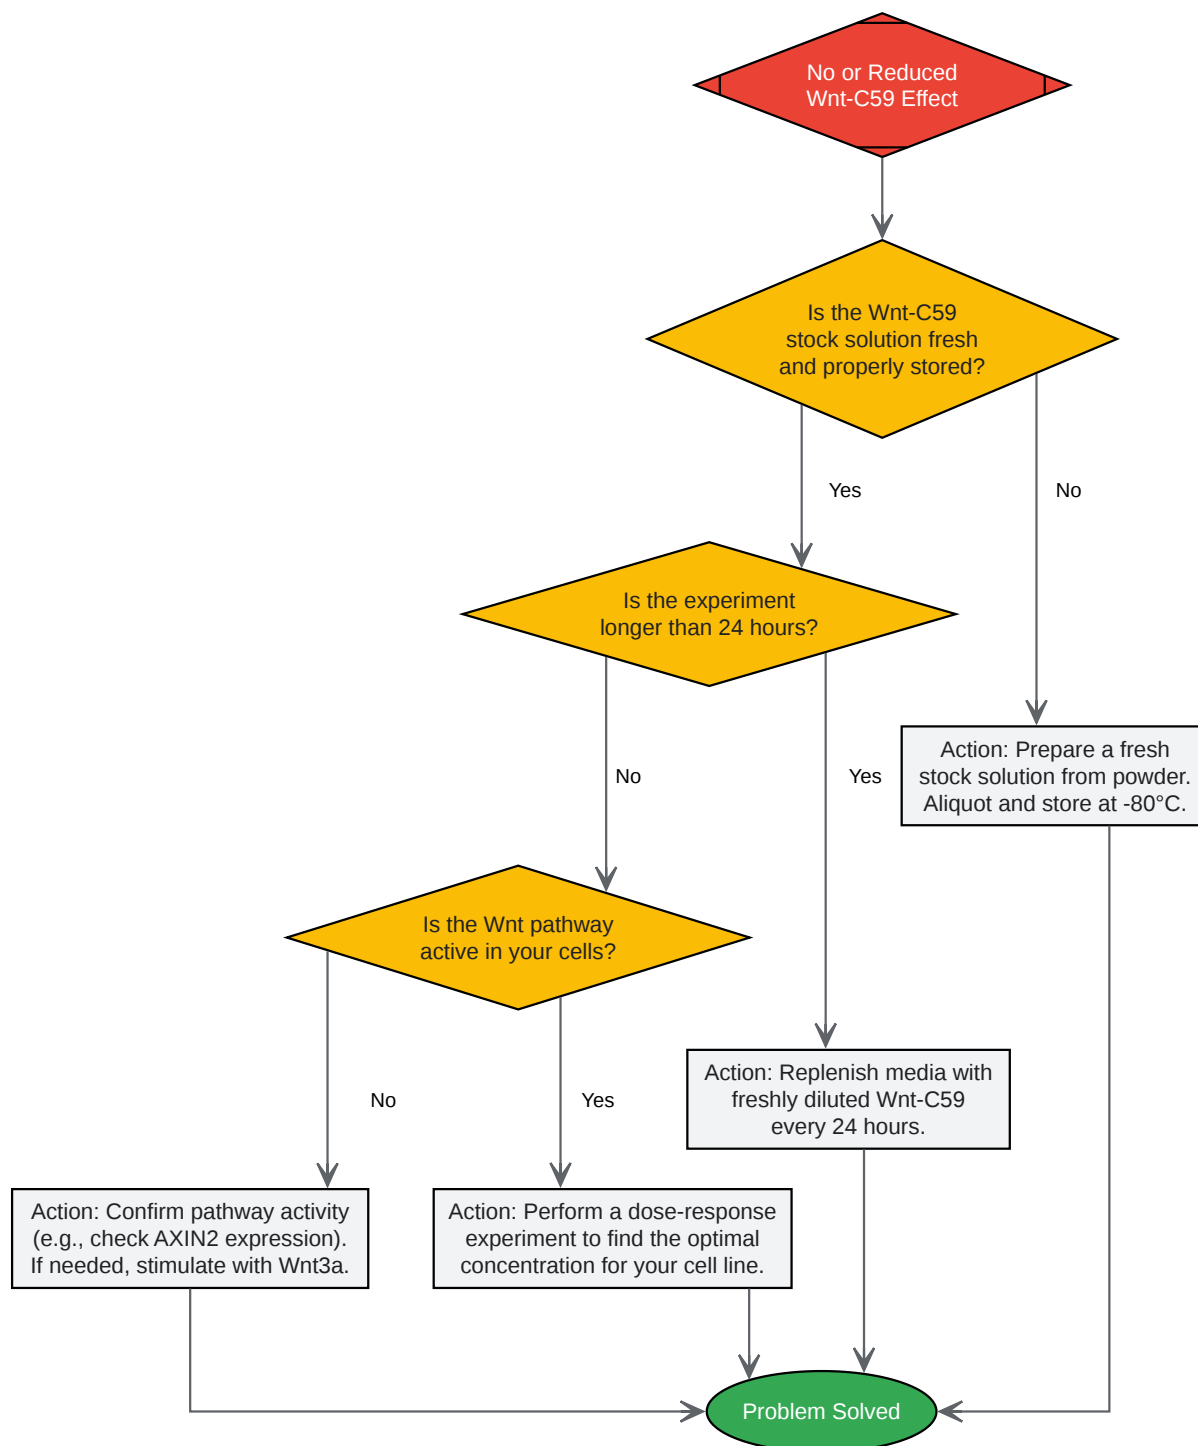 No or Reduced
Wnt-C59 Effect
Is the Wnt-C59
stock solution fresh
and properly stored?
Yes
No
Is the experiment
longer than 24 hours?
Action: Prepare a fresh
stock solution from powder.
Aliquot and store at -80°C.
No
Yes
Is the Wnt pathway
active in your cells?
Action: Replenish media with
freshly diluted Wnt-C59
every 24 hours.
No
Yes
Action: Confirm pathway activity
(e.g., check AXIN2 expression).
If needed, stimulate with Wnt3a.
Action: Perform a dose-response
experiment to find the optimal
concentration for your cell line.
Problem Solved